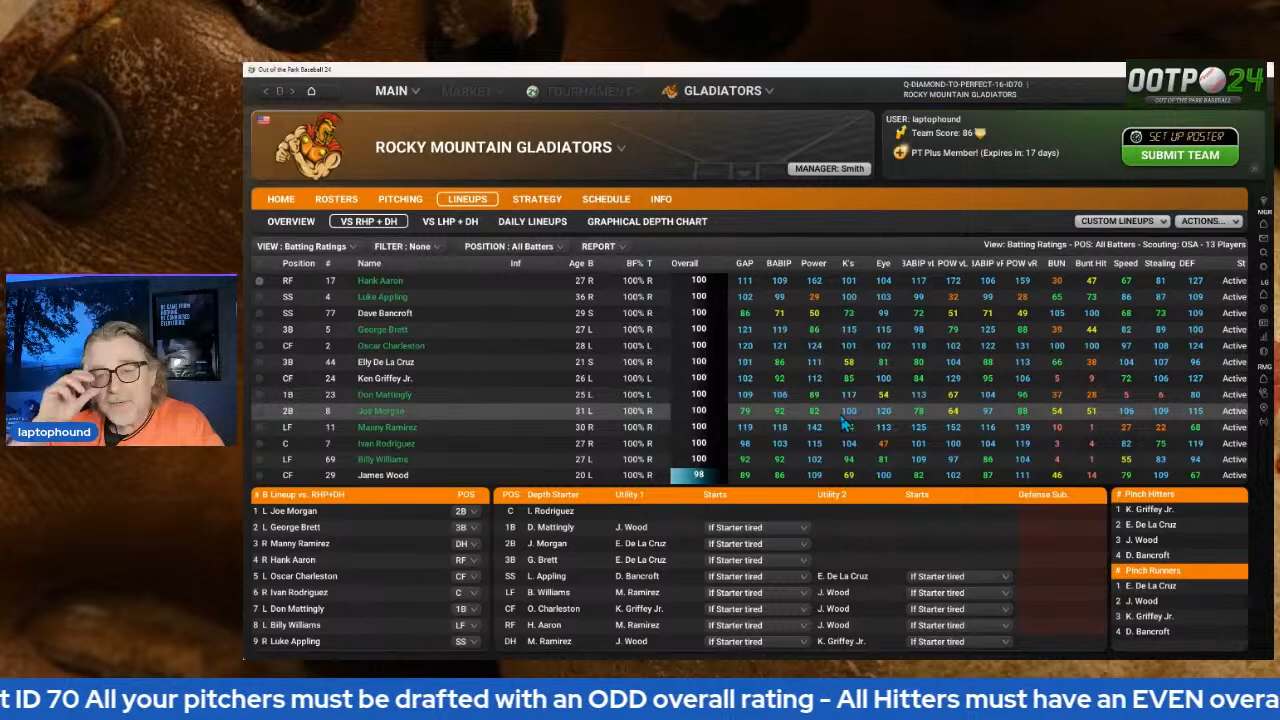 Out of the Park Baseball 24
MAIN
MARKET
TOURNAMENT
GLADIATORS
Q-DIAMOND-TO-PERFECT-16-ID70
ROCKY MOUNTAIN GLADIATORS
OOTP 24
OUT OF THE PARK BASEBALL
ROCKY MOUNTAIN GLADIATORS
MANAGER: Smith
USER: laptophound
Team Score: 86
PT Plus Member! (Expires in: 17 days)
SET UP ROSTER
SUBMIT TEAM
HOME ROSTERS PITCHING LINEUPS STRATEGY SCHEDULE INFO
OVERVIEW VS RHP + DH VS LHP + DH DAILY LINEUPS GRAPHICAL DEPTH CHART CUSTOM LINEUPS ACTIONS...
VIEW : Batting Ratings FILTER : None POSITION : All Batters REPORT View: Batting Ratings - POS: All Batters - Scouting: OSA - 13 Players
Position # Name Inf Age B BF% T Overall GAP BABIP Power K's Eye BABIP vL POW vL BABIP vR POW vR BUN Bunt Hit Speed Stealing DEF St
RF 17 Hank Aaron 27 R 100% R 100 111 109 162 101 104 117 172 106 159 30 47 67 81 127 Active
SS 4 Luke Appling 36 R 100% R 100 102 99 29 100 100 99 32 99 28 65 73 86 87 109 Active
SS 77 Dave Bancroft 29 S 100% R 100 86 71 50 73 99 72 51 71 49 105 100 68 73 109 Active
3B 5 George Brett 27 L 100% R 100 121 119 86 115 115 98 79 125 88 39 44 82 89 100 Active
CF 2 Oscar Charleston 28 L 100% L 100 120 121 124 101 107 118 102 122 131 100 100 97 108 124 Active
3B 44 Elly De La Cruz 21 S 100% R 100 101 86 111 58 81 80 104 88 113 66 38 104 107 96 Active
CF 24 Ken Griffey Jr. 26 L 100% L 100 102 92 112 85 100 84 129 95 106 5 9 72 106 127 Active
1B 23 Don Mattingly 25 L 100% L 100 109 106 89 117 54 113 67 104 96 37 28 5 6 80 Active
2B 8 Joe Morgan 31 L 100% R 100 79 92 82 100 120 78 64 97 88 54 51 106 109 115 Active
LF 11 Manny Ramirez 30 R 100% R 100 119 118 142 113 125 152 116 139 10 1 27 22 68 Active
C 7 Ivan Rodriguez 27 R 100% R 100 98 103 115 104 47 101 100 104 119 3 4 82 75 119 Active
LF 69 Billy Williams 27 L 100% R 100 92 92 102 94 81 109 97 86 104 4 1 55 83 94 Active
CF 29 James Wood 20 L 100% R 98 89 86 109 69 100 82 102 87 111 46 14 79 109 67 Active
# B Lineup vs. RHP+DH POS
1 L Joe Morgan 2B
2 L George Brett 3B
3 R Manny Ramirez DH
4 R Hank Aaron RF
5 L Oscar Charleston CF
6 R Ivan Rodriguez C
7 L Don Mattingly 1B
8 L Billy Williams LF
9 R Luke Appling SS
POS Depth Starter Utility 1 Starts Utility 2 Starts Defense Sub.
C I. Rodriguez
1B D. Mattingly J. Wood If Starter tired
2B J. Morgan E. De La Cruz If Starter tired
3B G. Brett E. De La Cruz If Starter tired
SS L. Appling D. Bancroft If Starter tired E. De La Cruz If Starter tired
LF B. Williams M. Ramirez If Starter tired J. Wood If Starter tired
CF O. Charleston K. Griffey Jr. If Starter tired J. Wood If Starter tired
RF H. Aaron M. Ramirez If Starter tired J. Wood If Starter tired
DH M. Ramirez J. Wood If Starter tired K. Griffey Jr. If Starter tired
# Pinch Hitters
1 K. Griffey Jr.
2 E. De La Cruz
3 J. Wood
4 D. Bancroft
# Pinch Runners
1 E. De La Cruz
2 J. Wood
3 K. Griffey Jr.
4 D. Bancroft
MGR
LG
RMG
laptophound
t ID 70 All your pitchers must be drafted with an ODD overall rating - All Hitters must have an EVEN overa